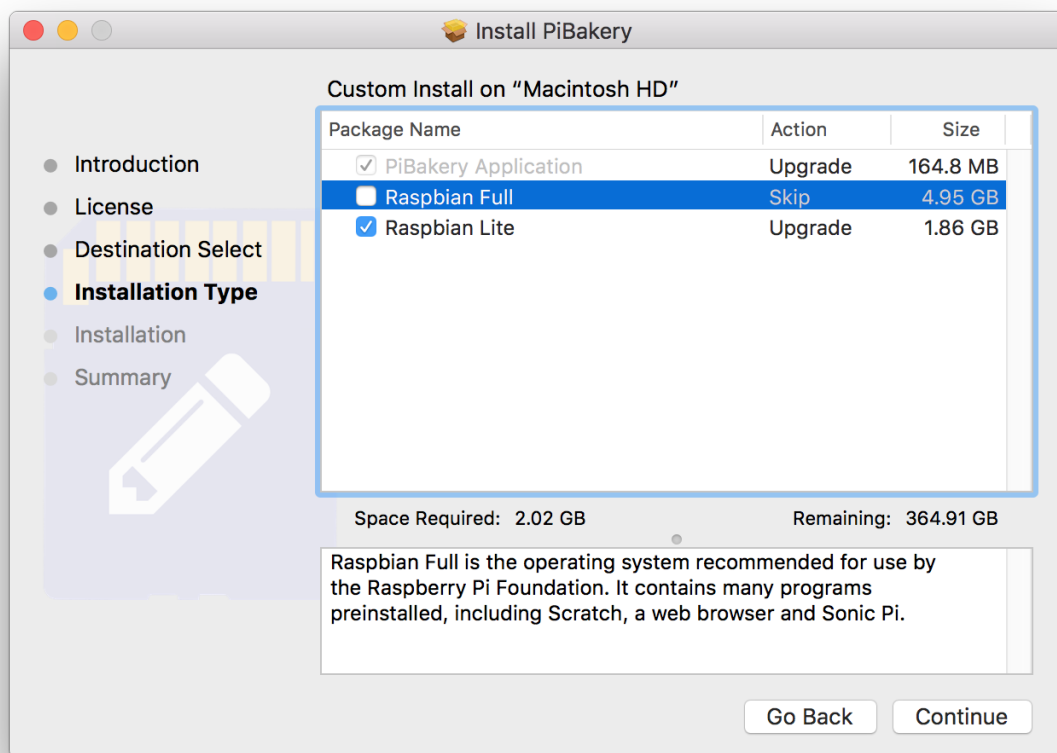 Install PiBakery
Custom Install on “Macintosh HD”
Package Name Action Size
PiBakery Application Upgrade 164.8 MB
Raspbian Full Skip 4.95 GB
Raspbian Lite Upgrade 1.86 GB
Introduction
License
Destination Select
Installation Type
Installation
Summary
Space Required: 2.02 GB Remaining: 364.91 GB
Raspbian Full is the operating system recommended for use by
the Raspberry Pi Foundation. It contains many programs
preinstalled, including Scratch, a web browser and Sonic Pi.
Go Back Continue